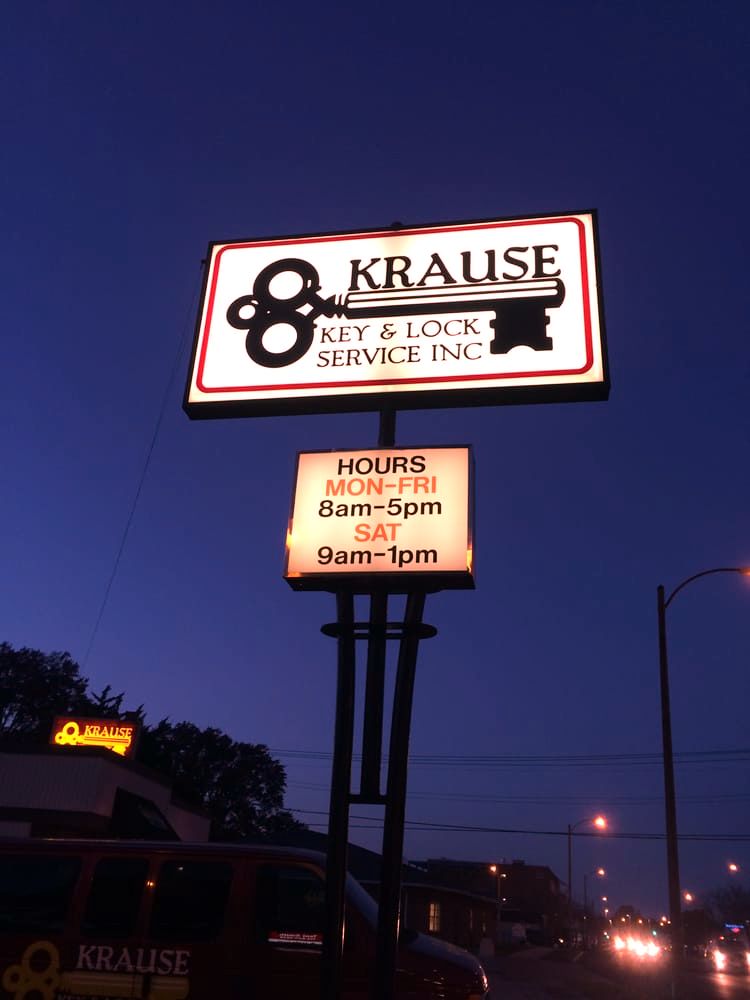 KRAUSE
KEY & LOCK
SERVICE INC
HOURS
MON-FRI
8am-5pm
SAT
9am-1pm
KRAUSE
KRAUSE